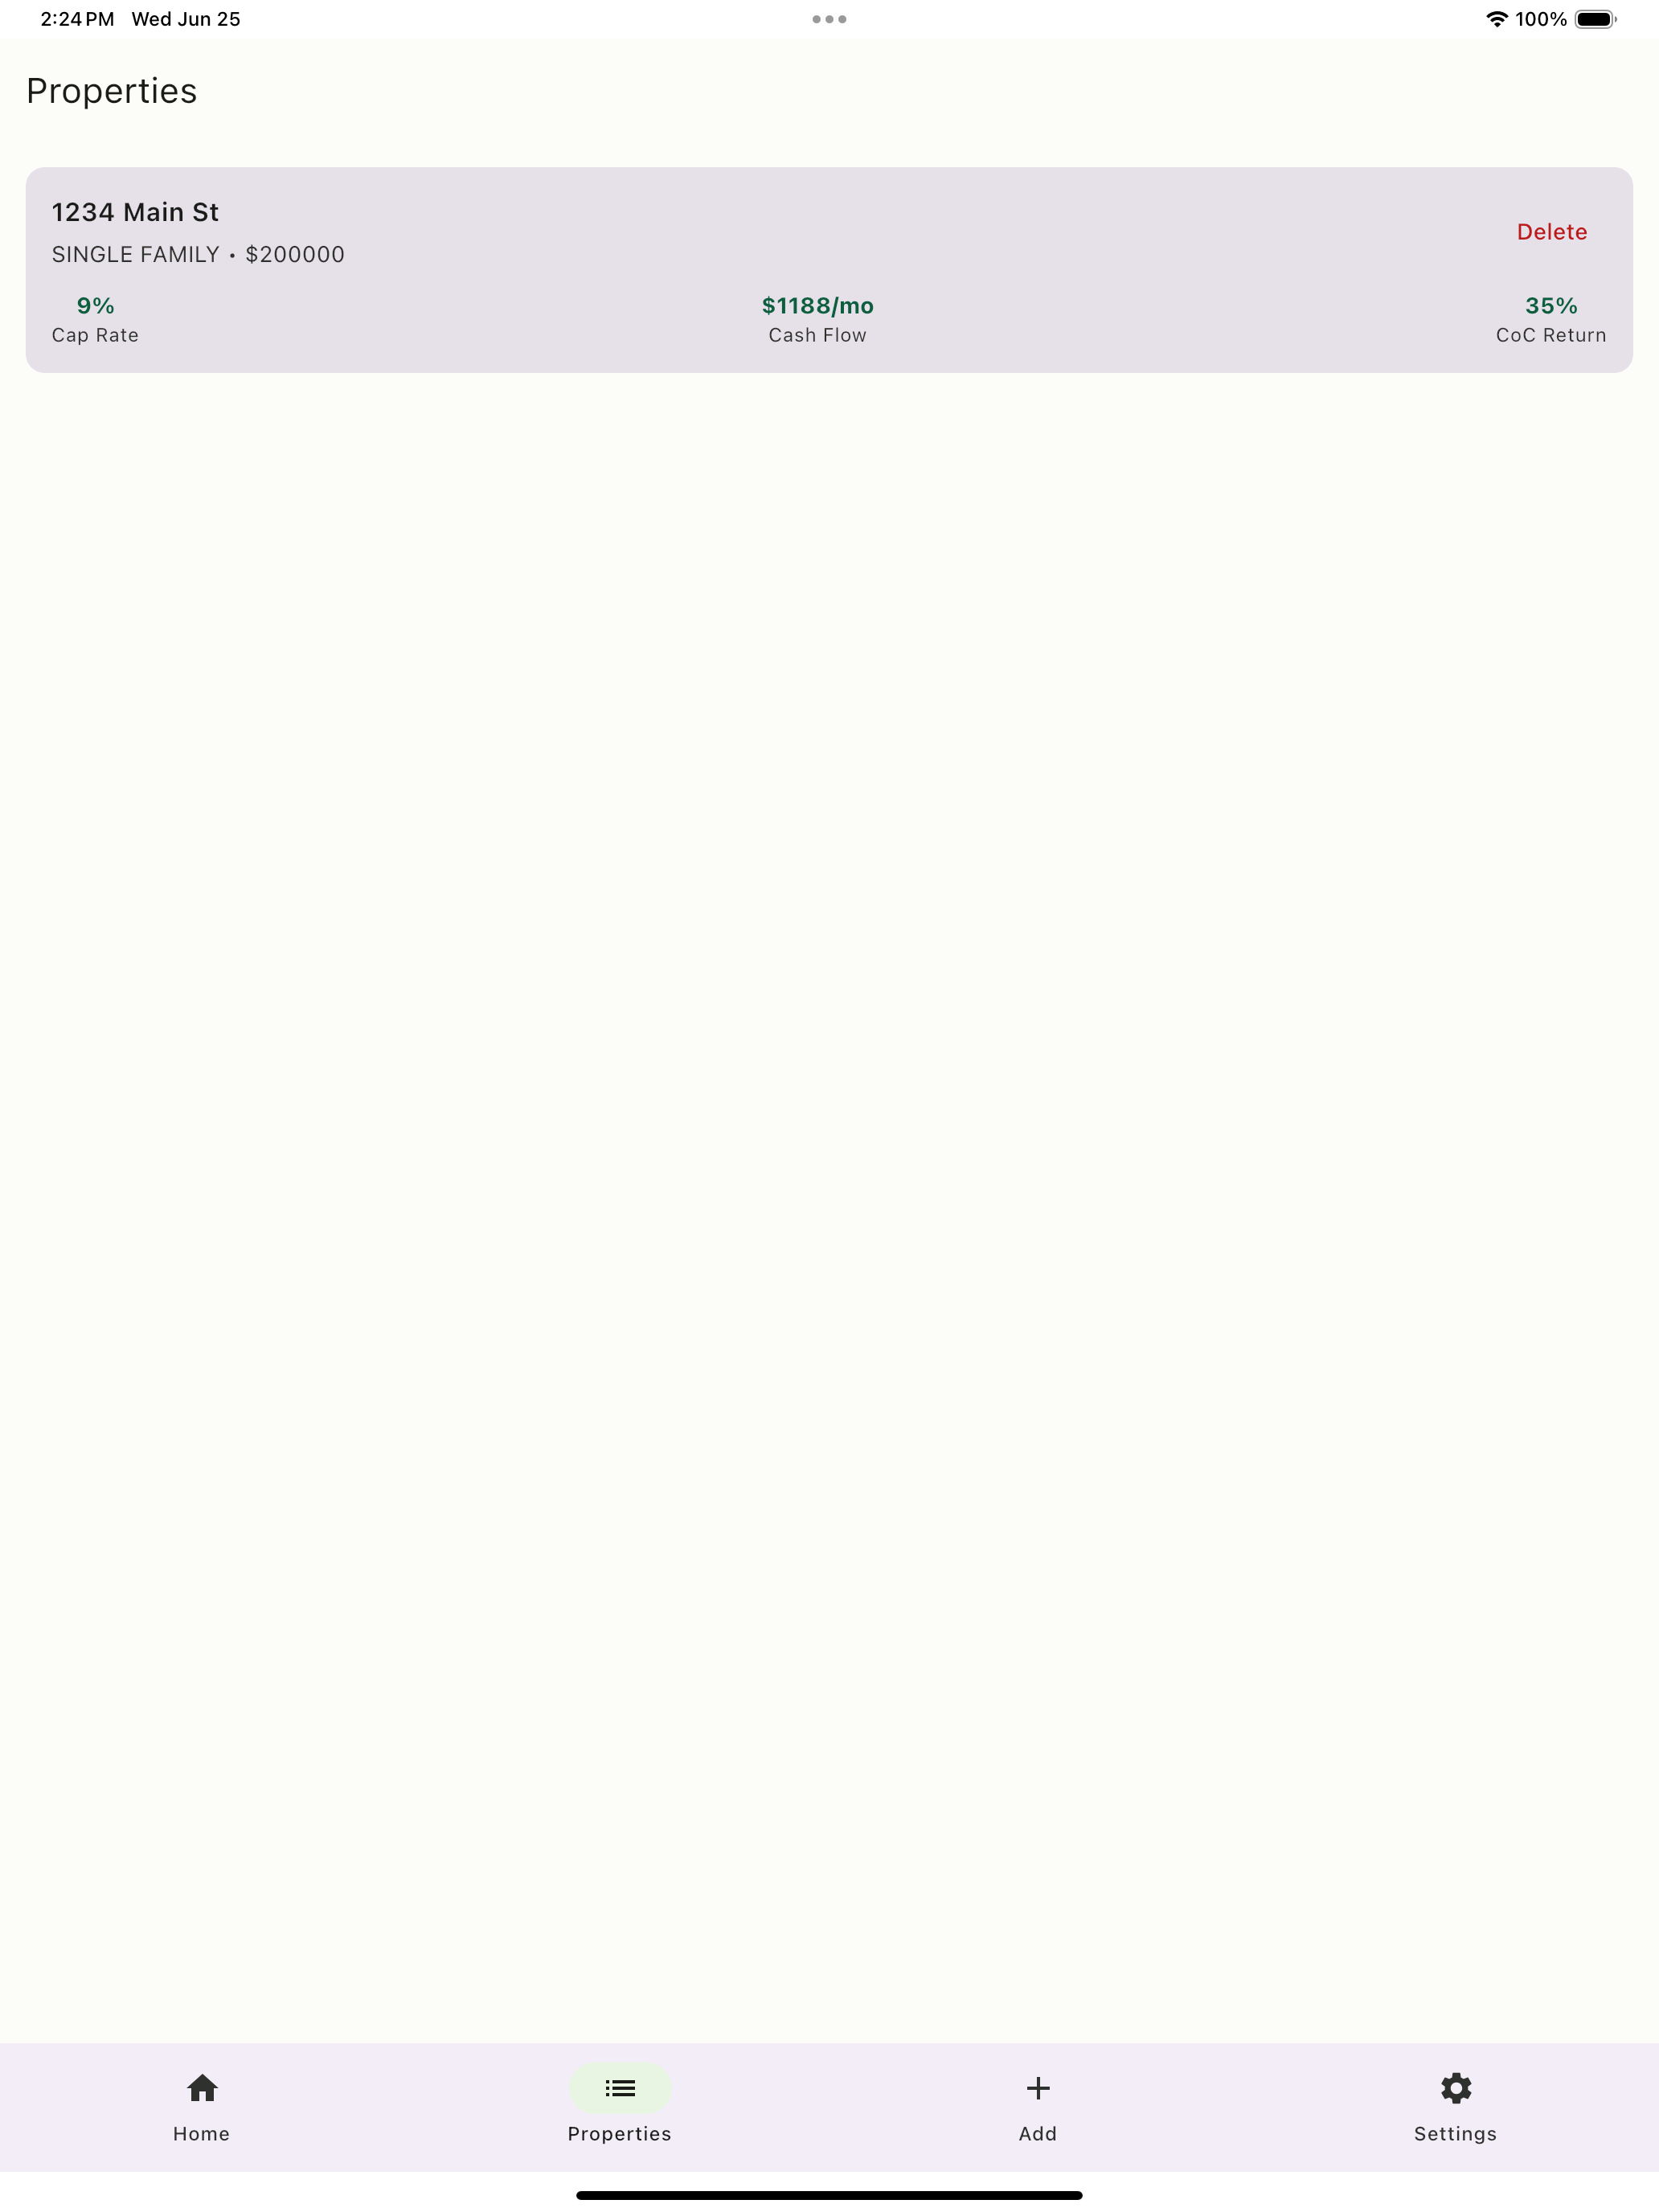 2:24 PM Wed Jun 25 100%
Properties
1234 Main St
SINGLE FAMILY • $200000
Delete
9% $1188/mo 35%
Cap Rate Cash Flow CoC Return
Home Properties Add Settings